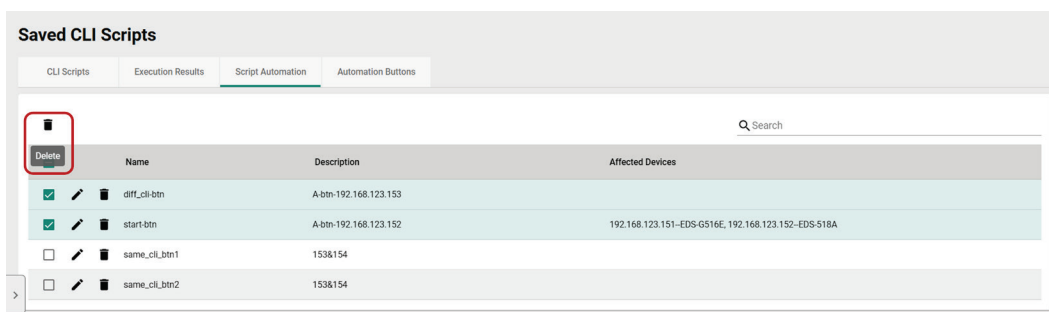 Saved CLI Scripts
CLI Scripts Execution Results Script Automation Automation Buttons
Search
Delete
Name Description Affected Devices
diff_cli-btn A-btn-192.168.123.153
start-btn A-btn-192.168.123.152 192.168.123.151--EDS-G516E, 192.168.123.152--EDS-518A
same_cli_btn1 153&154
same_cli_btn2 153&154